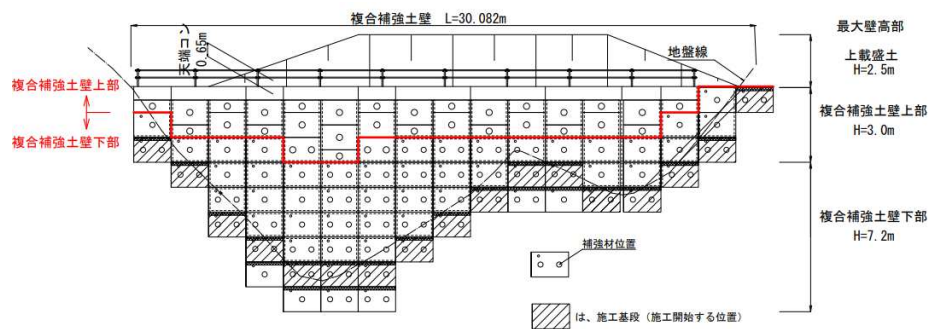 複合補強土壁 L=30.082m
天端コン
0.65m
地盤線
最大壁高部
上載盛土
H=2.5m
複合補強土壁上部
複合補強土壁下部
複合補強土壁上部
H=3.0m
複合補強土壁下部
H=7.2m
補強材位置
は、施工基段（施工開始する位置）